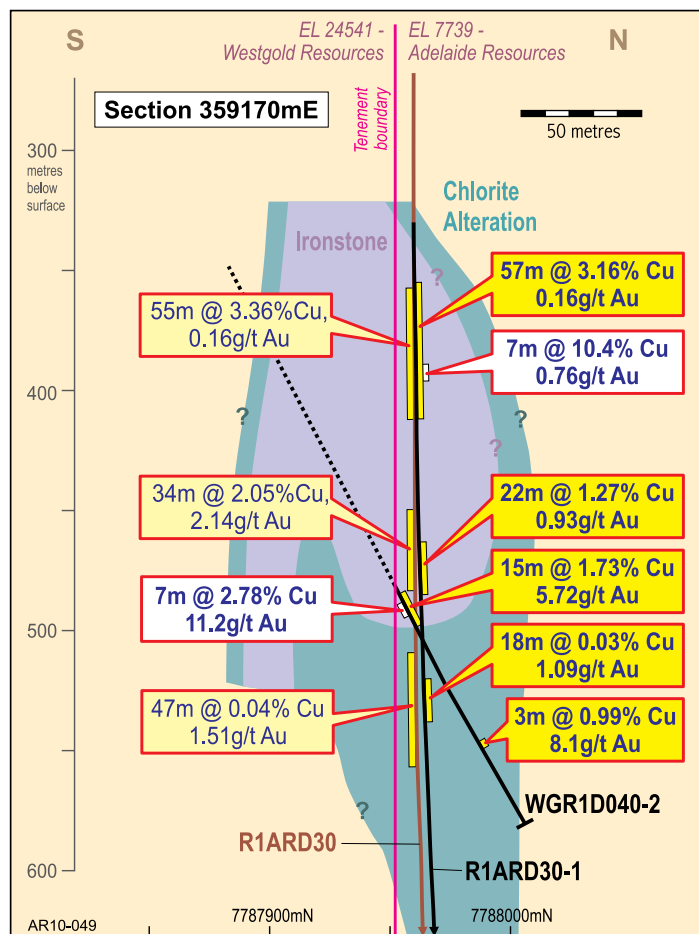 S
EL 24541 -
Westgold Resources
EL 7739 -
Adelaide Resources
N
Section 359170mE
Tenement
boundary
50 metres
300
metres
below
surface
Chlorite
Alteration
Ironstone
?
57m @ 3.16% Cu
0.16g/t Au
55m @ 3.36%Cu,
0.16g/t Au
7m @ 10.4% Cu
0.76g/t Au
400
?
?
?
34m @ 2.05%Cu,
2.14g/t Au
22m @ 1.27% Cu
0.93g/t Au
15m @ 1.73% Cu
5.72g/t Au
7m @ 2.78% Cu
11.2g/t Au
500
18m @ 0.03% Cu
1.09g/t Au
47m @ 0.04% Cu
1.51g/t Au
3m @ 0.99% Cu
8.1g/t Au
WGR1D040-2
?
R1ARD30
R1ARD30-1
600
7787900mN
7788000mN
AR10-049